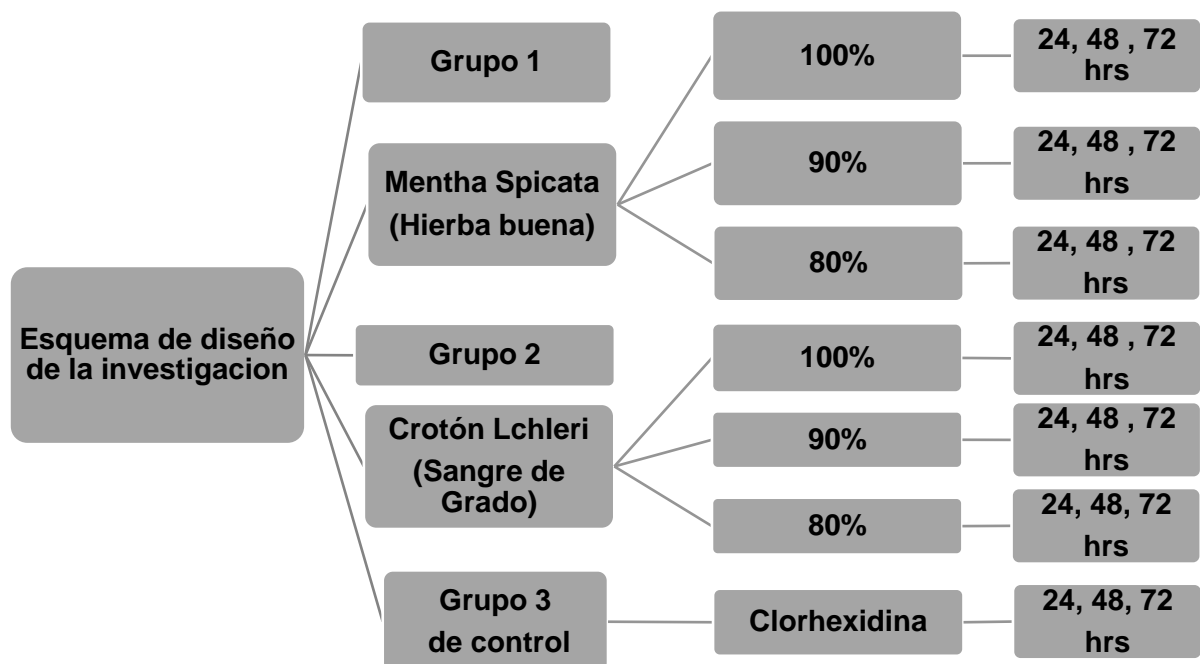 Esquema de diseño
de la investigacion
Grupo 1
Mentha Spicata
(Hierba buena)
100%
24, 48 , 72
hrs
90%
24, 48 , 72
hrs
80%
24, 48 , 72
hrs
Grupo 2
Crotón Lchleri
(Sangre de
Grado)
100%
24, 48 , 72
hrs
90%
24, 48 , 72
hrs
80%
24, 48, 72
hrs
Grupo 3
de control
Clorhexidina
24, 48, 72
hrs